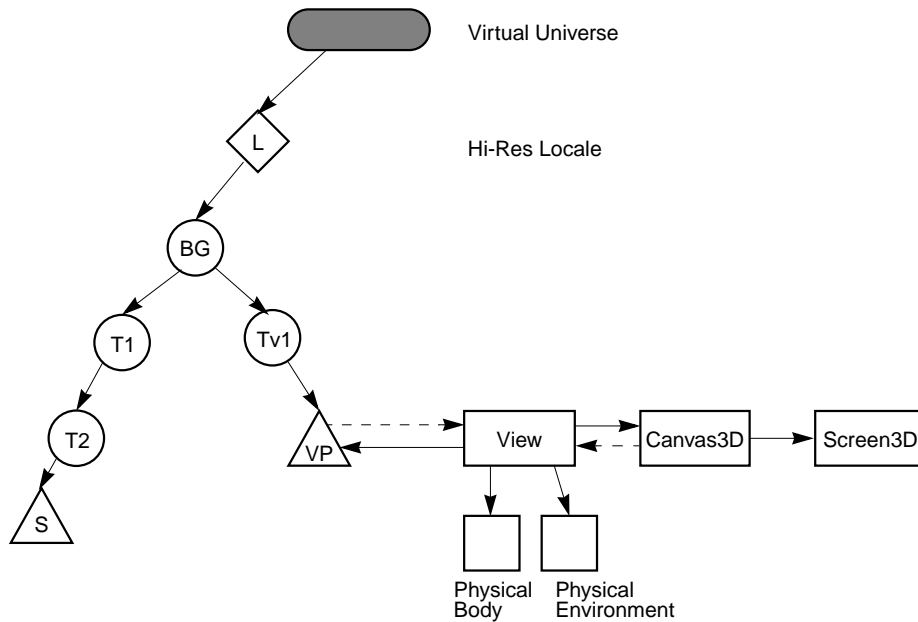 Virtual Universe
L
Hi-Res Locale
BG
T1
Tv1
T2
VP
View
Canvas3D
Screen3D
S
Physical
Body
Physical
Environment